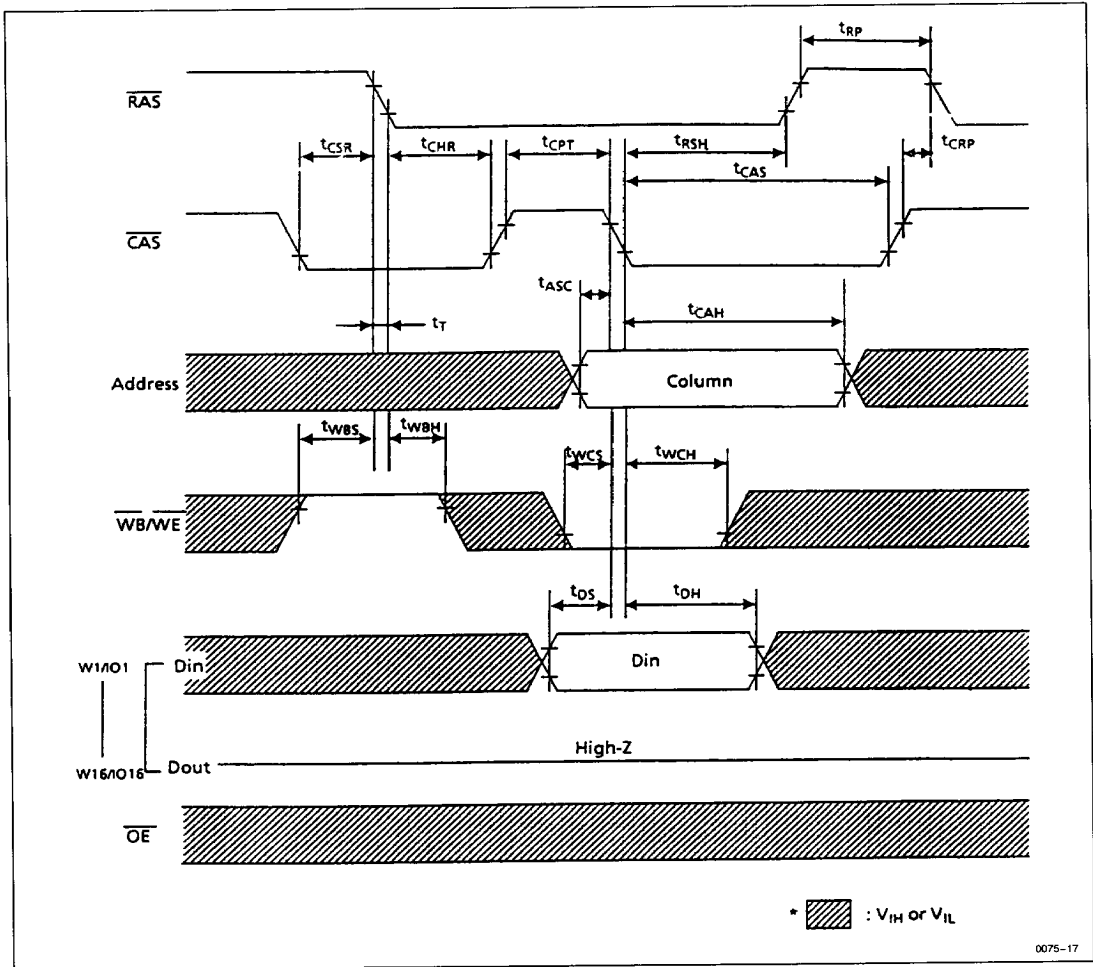 tRP
RAS
tCSR
tCHR
tCPT
tRSH
tCRP
tCAS
CAS
tASC
tT
tCAH
Address
Column
tWBS
tWBH
tWCS
tWCH
WB/WE
tDS
tDH
W1/IO1
Din
Din
High-Z
W16/IO16
Dout
OE
* : VIH or VIL
0075-17